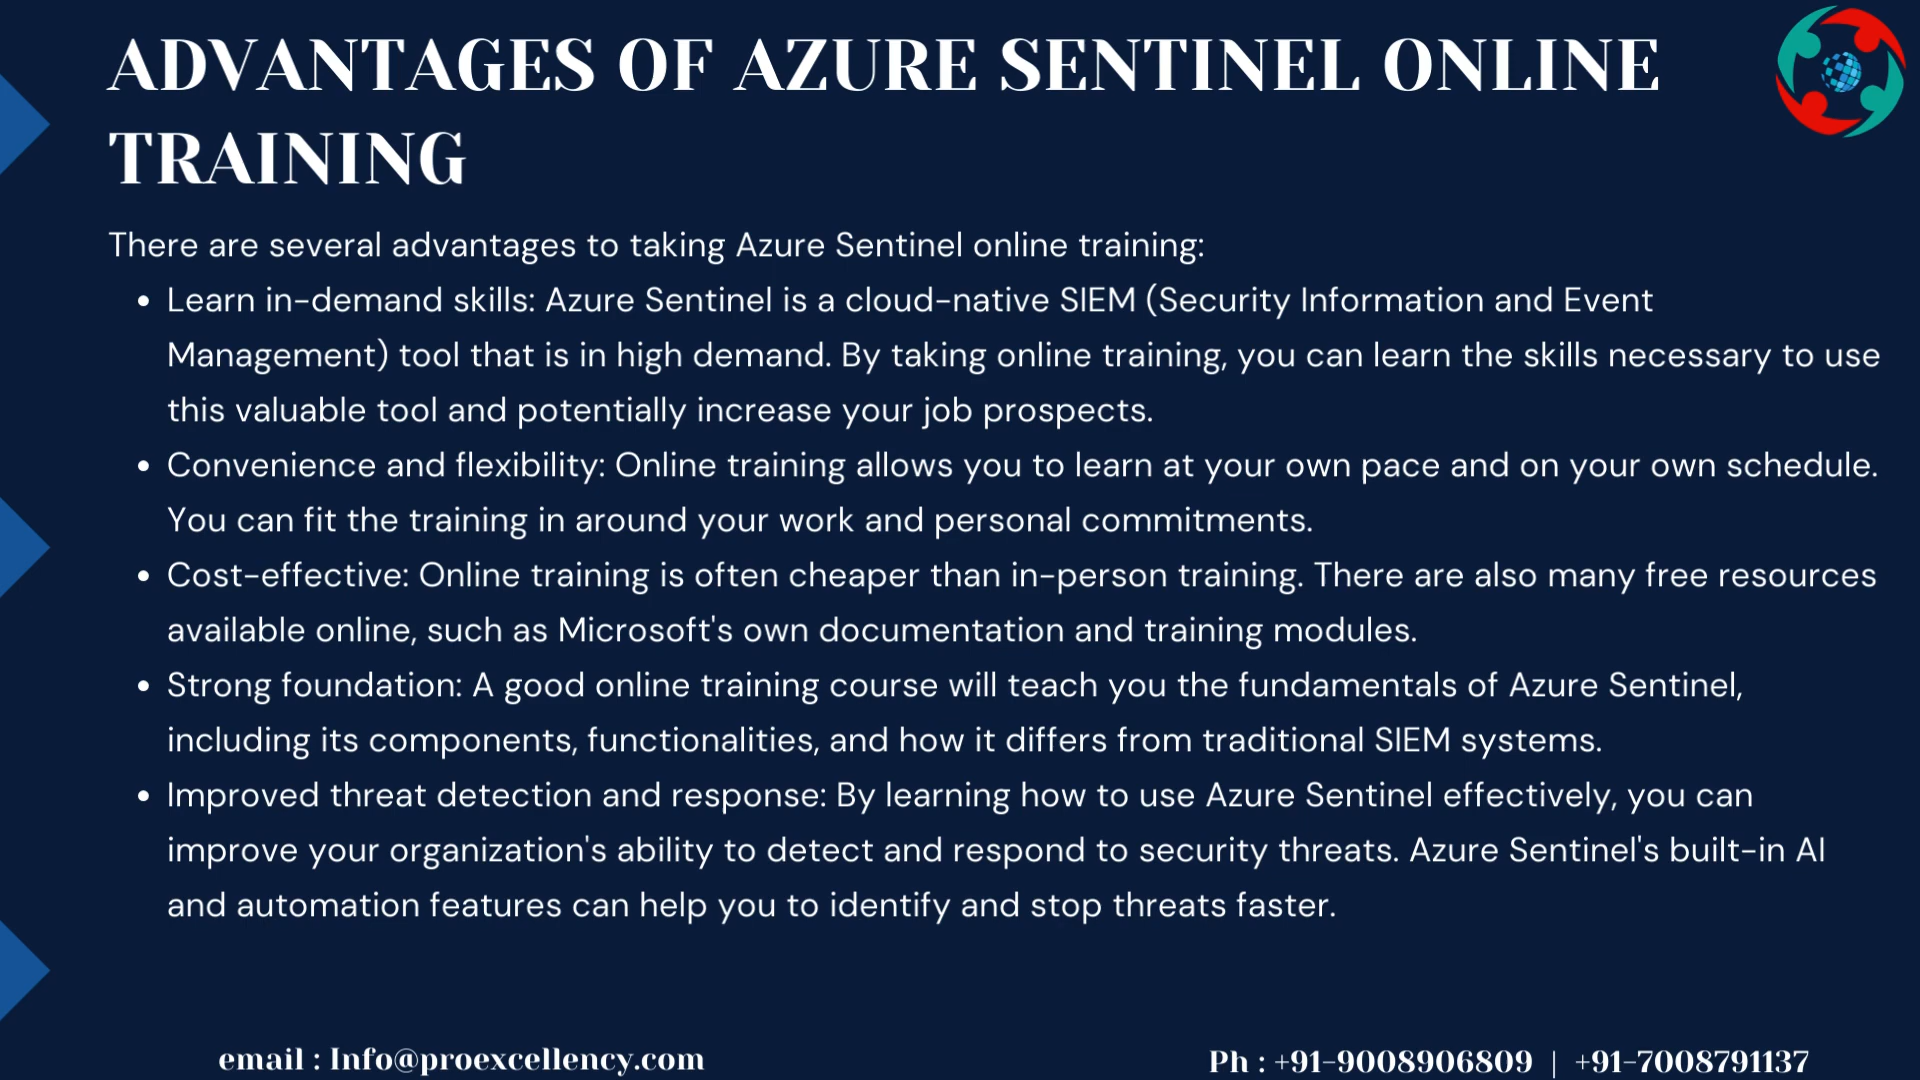 ADVANTAGES OF AZURE SENTINEL ONLINE
TRAINING
There are several advantages to taking Azure Sentinel online training:
• Learn in-demand skills: Azure Sentinel is a cloud-native SIEM (Security Information and Event
Management) tool that is in high demand. By taking online training, you can learn the skills necessary to use
this valuable tool and potentially increase your job prospects.
• Convenience and flexibility: Online training allows you to learn at your own pace and on your own schedule.
You can fit the training in around your work and personal commitments.
• Cost-effective: Online training is often cheaper than in-person training. There are also many free resources
available online, such as Microsoft's own documentation and training modules.
• Strong foundation: A good online training course will teach you the fundamentals of Azure Sentinel,
including its components, functionalities, and how it differs from traditional SIEM systems.
• Improved threat detection and response: By learning how to use Azure Sentinel effectively, you can
improve your organization's ability to detect and respond to security threats. Azure Sentinel's built-in AI
and automation features can help you to identify and stop threats faster.
email : Info@proexcellency.com
Ph : +91-9008906809 | +91-7008791137